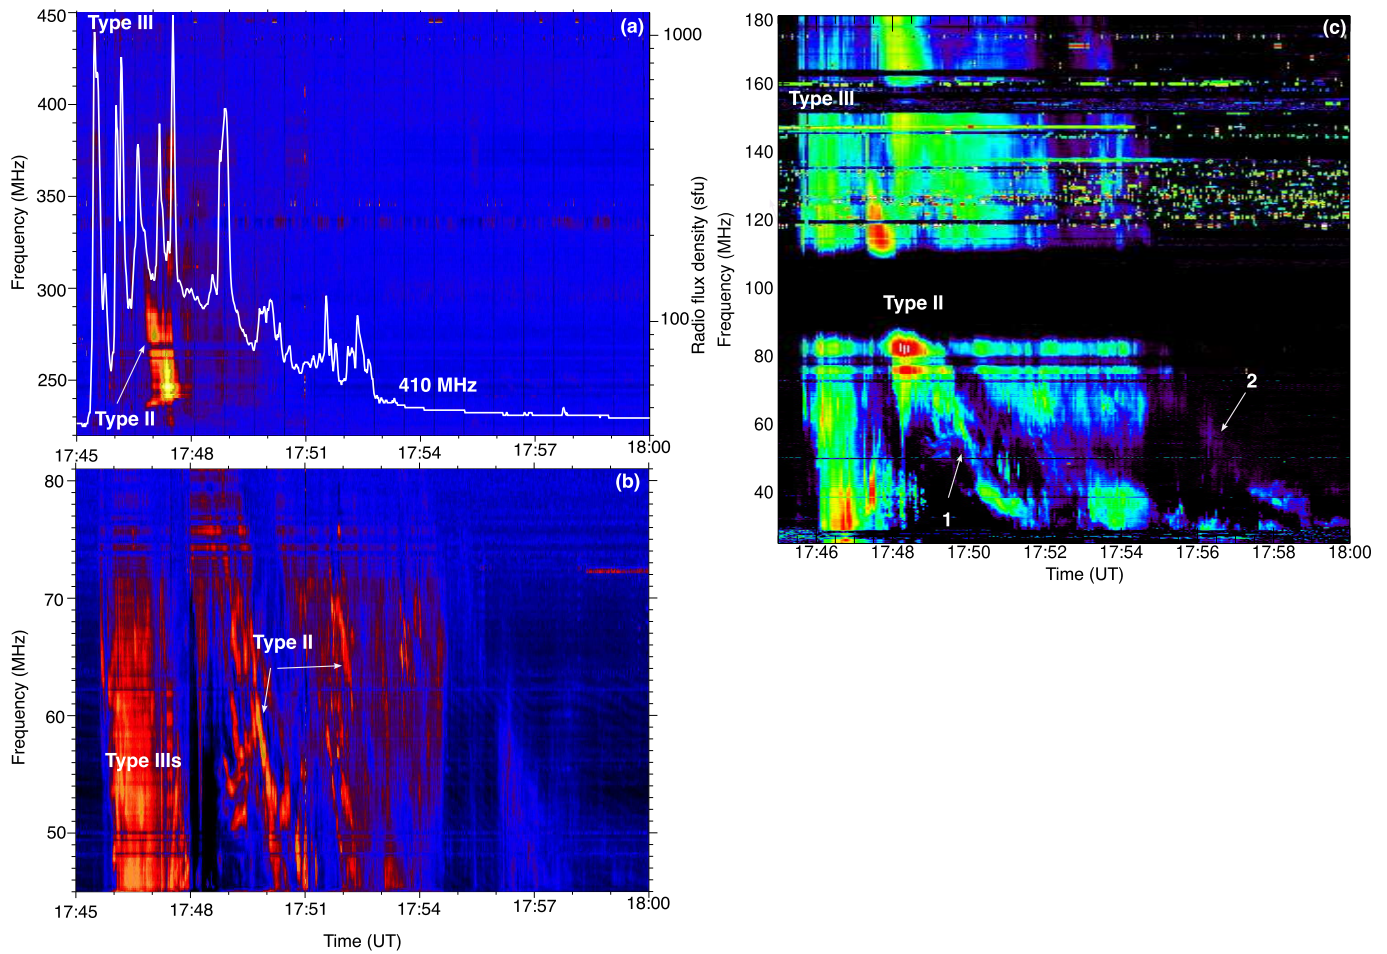 450
400
350
300
250
Frequency (MHz)
Type III
(a)
Type II
410 MHz
1000
100
Radio flux density (sfu)
17:45
17:48
17:51
17:54
17:57
18:00
80
70
60
50
Frequency (MHz)
(b)
Type II
Type IIIs
17:45
17:48
17:51
17:54
17:57
18:00
Time (UT)
180
160
140
120
100
80
60
40
Frequency (MHz)
(c)
Type III
Type II
2
1
17:46
17:48
17:50
17:52
17:54
17:56
17:58
18:00
Time (UT)